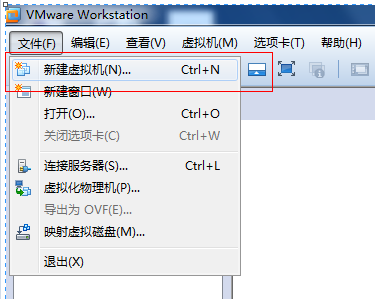 VMware Workstation
文件(F) 编辑(E) 查看(V) 虚拟机(M) 选项卡(T) 帮助(H)
新建虚拟机(N)... Ctrl+N
新建窗口(W)
打开(O)... Ctrl+O
关闭选项卡(C) Ctrl+W
连接服务器(S)... Ctrl+L
虚拟化物理机(P)...
导出为 OVF(E)...
映射虚拟磁盘(M)...
退出(X)